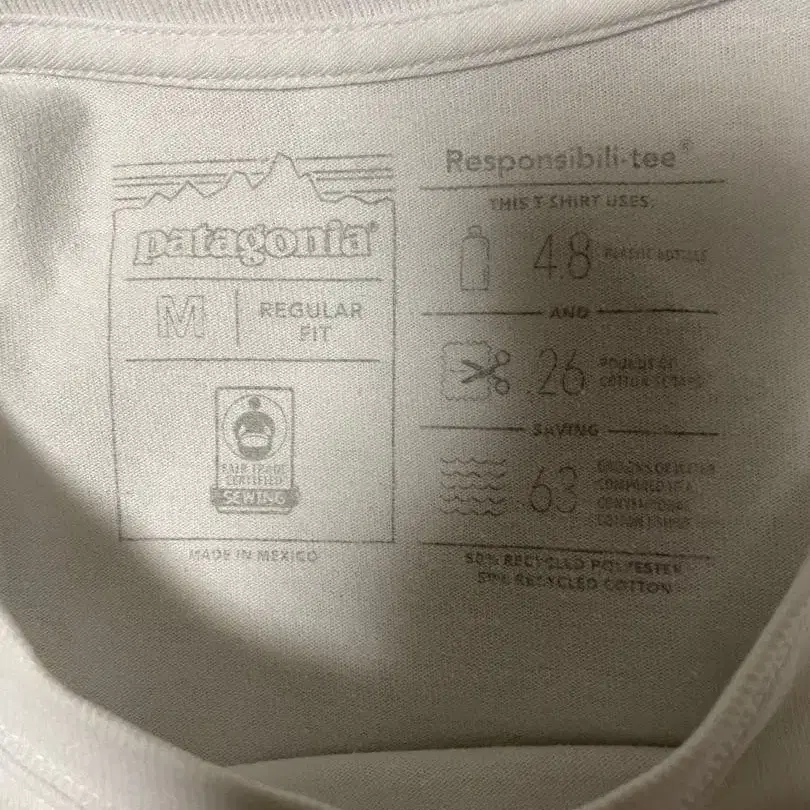 patagonia®
M
REGULAR
FIT
FAIR TRADE
CERTIFIED
SEWING
MADE IN MEXICO
Responsibili-tee®
THIS T-SHIRT USES:
4.8 PLASTIC BOTTLES
AND
.26 POUNDS OF
COTTON SCRAPS
SAVING
63 GALLONS OF WATER
COMPARED TO A
CONVENTIONAL
COTTON T-SHIRT
50% RECYCLED POLYESTER
50% RECYCLED COTTON